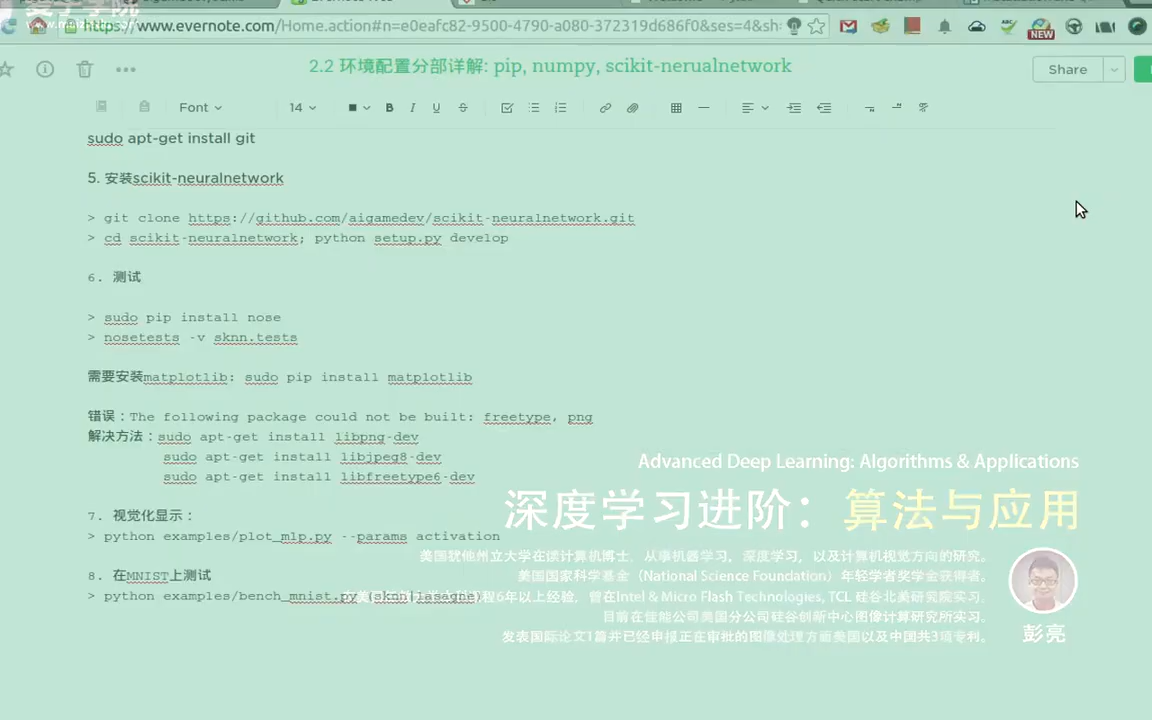 https://www.evernote.com/Home.action#n=e0eafc82-9500-4790-a080-372319d686f0&ses=4&sh
NEW
2.2 环境配置分部详解: pip, numpy, scikit-nerualnetwork
Share
Font
14
B I U
sudo apt-get install git
5. 安装scikit-neuralnetwork
> git clone https://github.com/aigamedev/scikit-neuralnetwork.git
> cd scikit-neuralnetwork; python setup.py develop
6. 测试
> sudo pip install nose
> nosetests -v sknn.tests
需要安装matplotlib: sudo pip install matplotlib
错误：The following package could not be built: freetype, png
解决方法：sudo apt-get install libpng-dev
sudo apt-get install libjpeg8-dev
sudo apt-get install libfreetype6-dev
Advanced Deep Learning: Algorithms & Applications
深度学习进阶：算法与应用
7. 视觉化显示：
> python examples/plot_mlp.py --params activation
美国犹他州立大学在读计算机博士，从事机器学习，深度学习，以及计算机视觉方向的研究。
8. 在MNIST上测试
美国国家科学基金（National Science Foundation）年轻学者奖学金获得者。
> python examples/bench_mnist.py (sknn|lasagne)
6年以上经验，曾在Intel & Micro Flash Technologies, TCL 硅谷北美研究院实习，
目前在佳能公司美国分公司硅谷创新中心图像计算研究所实习。
发表国际论文1篇并已经申报正在审批的图像处理方面美国以及中国共3项专利。
彭亮